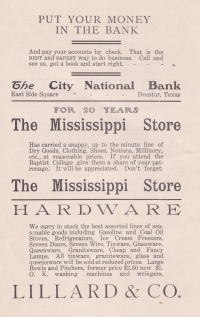 PUT YOUR MONEY
IN THE BANK
And pay your accounts by check. That is the
BEST and SAFEST way to do business. Call and
see us, get a book and start right.
The City National Bank
East Side Square - - - - Decatur, Texas
FOR 20 YEARS
The Mississippi Store
Has carried a snappy, up to the minute line of
Dry Goods, Clothing, Shoes, Notions, Millinery,
etc., at reasonable prices. If you attend the
Baptist College give them a share of your pat-
ronage; It will be appreciated. Don't forget.
The Mississippi Store
HARDWARE
We carry in stock the best assorted lines of sea-
sonable goods including Gasoline and Coal Oil
Stoves, Refrigerators, Ice Cream Freezers,
Screen Doors, Screen Wire, Tinware, Glassware,
Queensware, Graniteware, Cheap and Fancy
Lamps. All tinware, graniteware, glass and
queensware will be sold at reduced prices. Large
Bowls and Pitchers, former price $2.50 now $1.
O. K. washing machines and wringers.
LILLARD & CO.